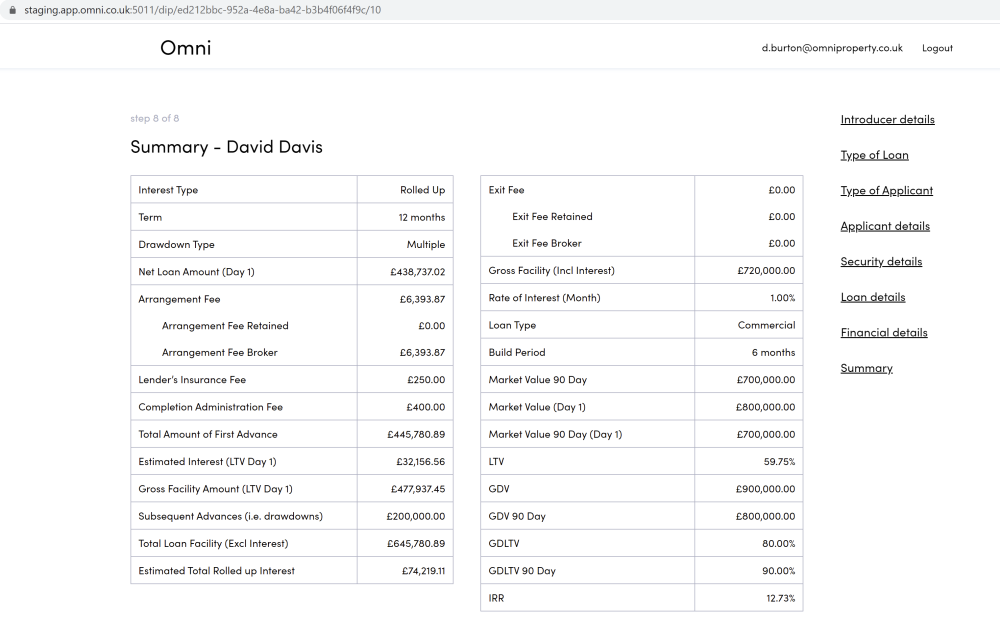 staging.app.omni.co.uk:5011/dip/ed212bbc-952a-4e8a-ba42-b3b4f06f4f9c/10
Omni
d.burton@omniproperty.co.uk Logout
step 8 of 8
Summary - David Davis
Interest Type Rolled Up
Term 12 months
Drawdown Type Multiple
Net Loan Amount (Day 1) £438,737.02
Arrangement Fee £6,393.87
Arrangement Fee Retained £0.00
Arrangement Fee Broker £6,393.87
Lender's Insurance Fee £250.00
Completion Administration Fee £400.00
Total Amount of First Advance £445,780.89
Estimated Interest (LTV Day 1) £32,156.56
Gross Facility Amount (LTV Day 1) £477,937.45
Subsequent Advances (i.e. drawdowns) £200,000.00
Total Loan Facility (Excl Interest) £645,780.89
Estimated Total Rolled up Interest £74,219.11
Exit Fee £0.00
Exit Fee Retained £0.00
Exit Fee Broker £0.00
Gross Facility (Incl Interest) £720,000.00
Rate of Interest (Month) 1.00%
Loan Type Commercial
Build Period 6 months
Market Value 90 Day £700,000.00
Market Value (Day 1) £800,000.00
Market Value 90 Day (Day 1) £700,000.00
LTV 59.75%
GDV £900,000.00
GDV 90 Day £800,000.00
GDLTV 80.00%
GDLTV 90 Day 90.00%
IRR 12.73%
Introducer details
Type of Loan
Type of Applicant
Applicant details
Security details
Loan details
Financial details
Summary